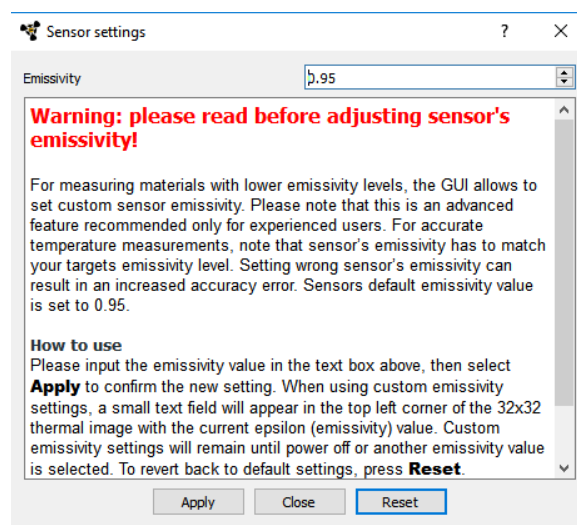 Sensor settings ?
Emissivity 0.95
Warning: please read before adjusting sensor's
emissivity!
For measuring materials with lower emissivity levels, the GUI allows to
set custom sensor emissivity. Please note that this is an advanced
feature recommended only for experienced users. For accurate
temperature measurements, note that sensor's emissivity has to match
your targets emissivity level. Setting wrong sensor's emissivity can
result in an increased accuracy error. Sensors default emissivity value
is set to 0.95.
How to use
Please input the emissivity value in the text box above, then select
Apply to confirm the new setting. When using custom emissivity
settings, a small text field will appear in the top left corner of the 32x32
thermal image with the current epsilon (emissivity) value. Custom
emissivity settings will remain until power off or another emissivity value
is selected. To revert back to default settings, press Reset.
Apply Close Reset